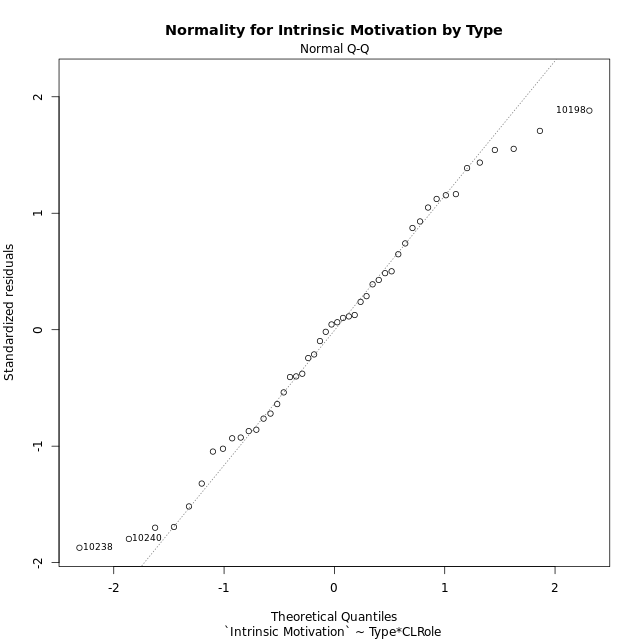 Normality for Intrinsic Motivation by Type
Normal Q-Q
Standardized residuals
2
1
0
-1
-2
10198
10240
10238
-2 -1 0 1 2
Theoretical Quantiles
`Intrinsic Motivation` ~ Type*CLRole